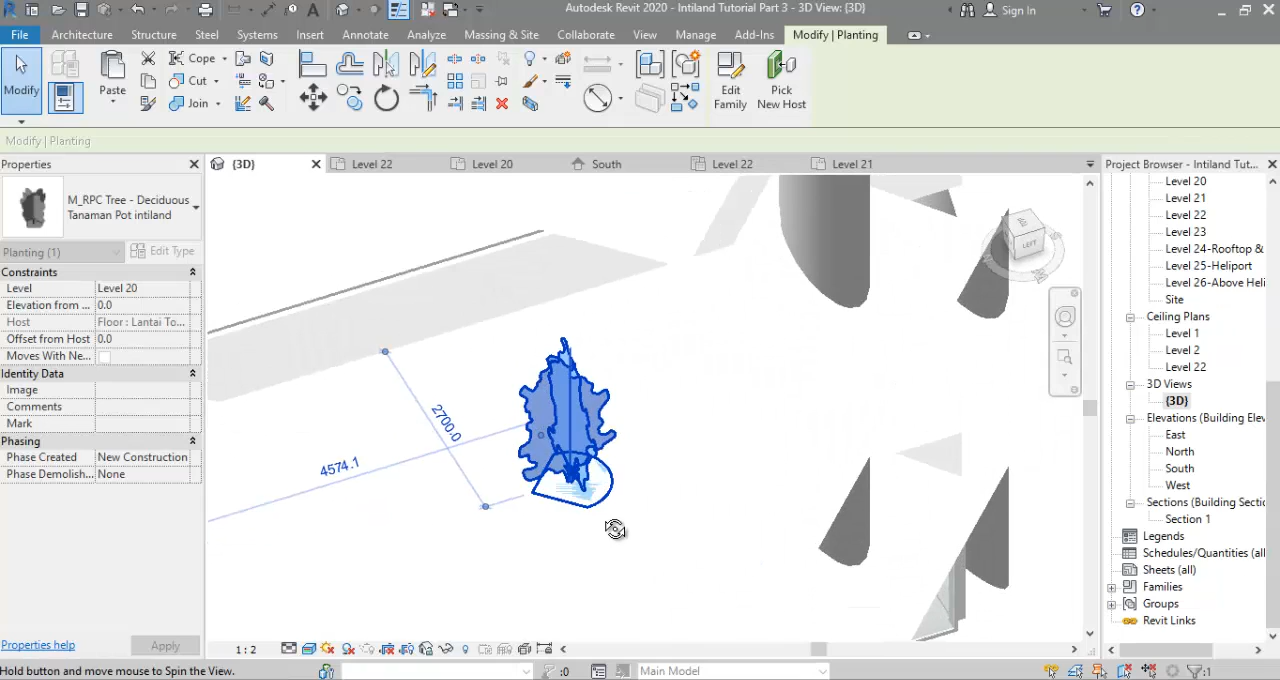 Autodesk Revit 2020 - Intiland Tutorial Part 3 - 3D View: {3D}
Sign In
File Architecture Structure Steel Systems Insert Annotate Analyze Massing & Site Collaborate View Manage Add-Ins Modify | Planting
Modify
Paste
Cope
Cut
Join
Edit Family
Pick New Host
Modify | Planting
Properties
{3D}
Level 22
Level 20
South
Level 22
Level 21
Project Browser - Intiland Tut...
M_RPC Tree - Deciduous
Tanaman Pot intiland
Planting (1)
Edit Type
Constraints
Level Level 20
Elevation from ... 0.0
Host Floor : Lantai To...
Offset from Host 0.0
Moves With Ne...
Identity Data
Image
Comments
Mark
Phasing
Phase Created New Construction
Phase Demolish... None
Properties help
Apply
2700.0
4574.1
LEFT
Level 20
Level 21
Level 22
Level 23
Level 24-Rooftop &
Level 25-Heliport
Level 26-Above Heli
Site
Ceiling Plans
Level 1
Level 2
Level 22
3D Views
{3D}
Elevations (Building Elev
East
North
South
West
Sections (Building Sectio
Section 1
Legends
Schedules/Quantities (all)
Sheets (all)
Families
Groups
Revit Links
1 : 2
Hold button and move mouse to Spin the View.
:0
Main Model
:1